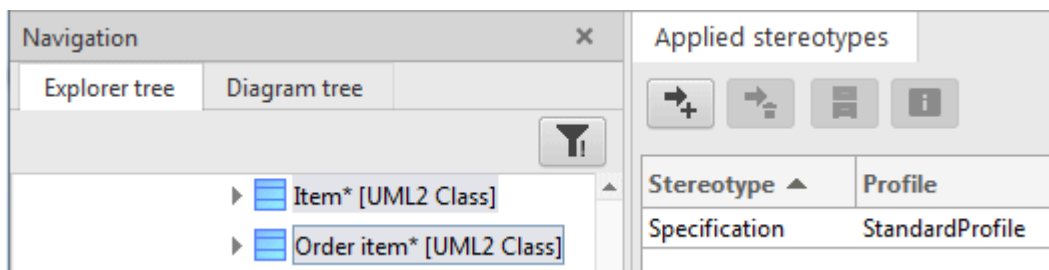 Navigation
Explorer tree
Diagram tree
Item* [UML2 Class]
Order item* [UML2 Class]
Applied stereotypes
Stereotype Profile
Specification StandardProfile